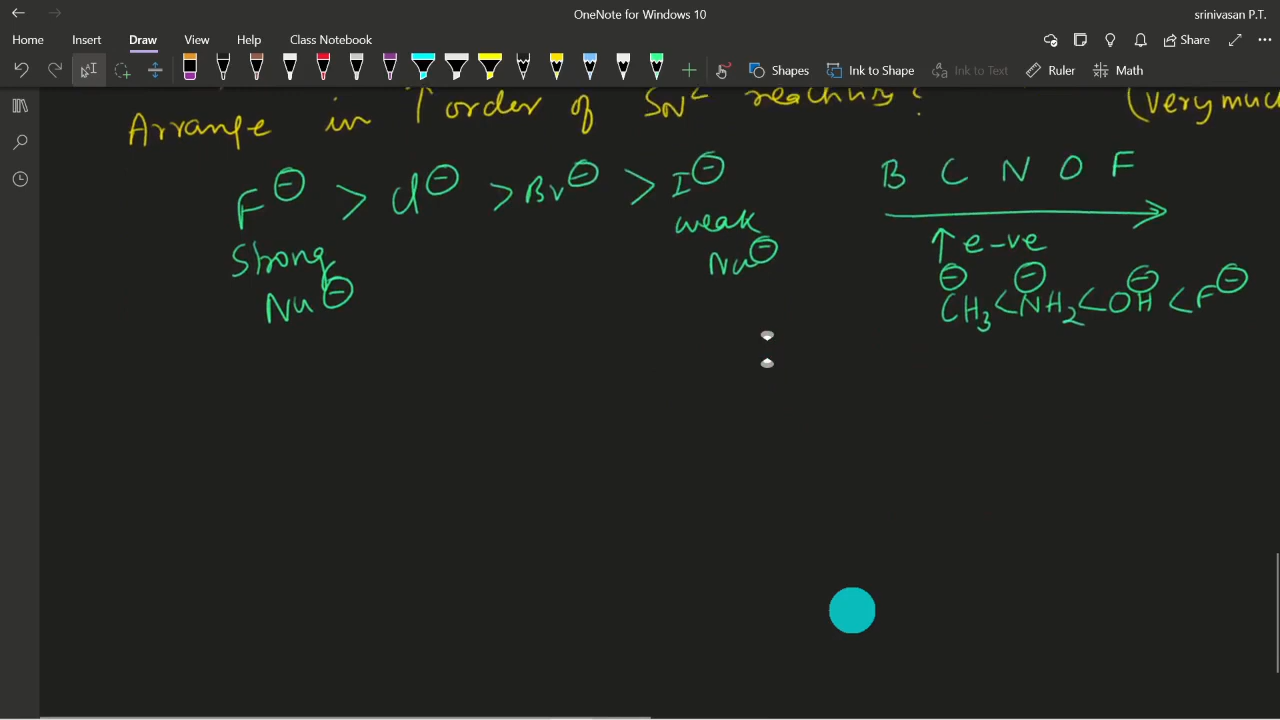 OneNote for Windows 10
srinivasan P.T.
Home Insert Draw View Help Class Notebook
Share
Shapes Ink to Shape Ink to Text Ruler Math
Arrange in ↑ order of SN2 (Very much
F⊖ > Cl⊖ > Br⊖ > I⊖
Strong Nu⊖
weak Nu⊖
B C N O F
↑ e-ve
⊖CH3 < ⊖NH2 < OH⊖ < F⊖